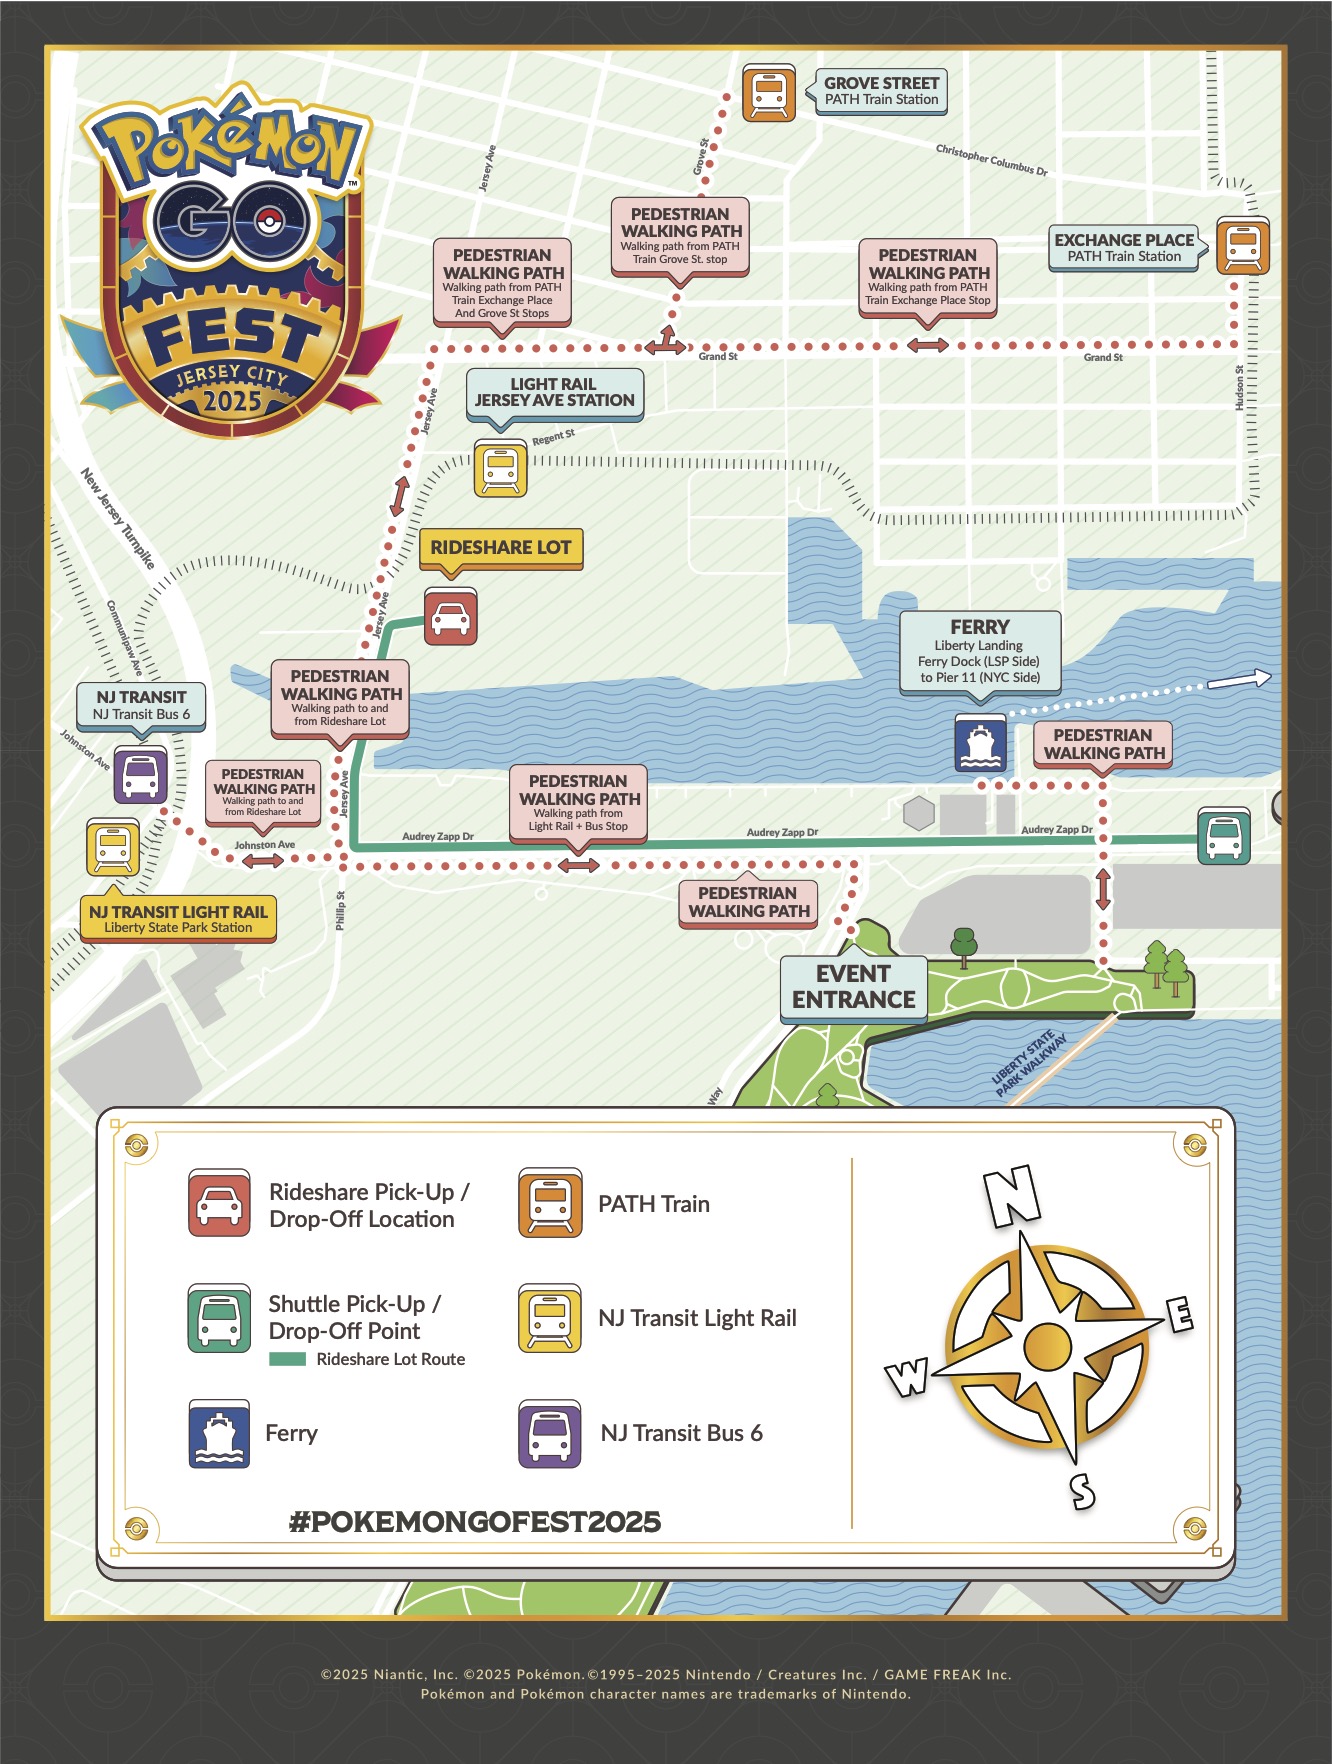 POKéMON
™
GO
FEST
JERSEY CITY
2025
GROVE STREET
PATH Train Station
Christopher Columbus Dr
Grove St
Jersey Ave
PEDESTRIAN
WALKING PATH
Walking path from PATH
Train Grove St. stop
PEDESTRIAN
WALKING PATH
Walking path from PATH
Train Exchange Place
And Grove St Stops
PEDESTRIAN
WALKING PATH
Walking path from PATH
Train Exchange Place Stop
EXCHANGE PLACE
PATH Train Station
Grand St
Grand St
Hudson St
LIGHT RAIL
JERSEY AVE STATION
Jersey Ave
Regent St
New Jersey Turnpike
RIDESHARE LOT
Jersey Ave
Communipaw Ave
FERRY
Liberty Landing
Ferry Dock (LSP Side)
to Pier 11 (NYC Side)
PEDESTRIAN
WALKING PATH
Walking path to and
from Rideshare Lot
NJ TRANSIT
NJ Transit Bus 6
Johnston Ave
PEDESTRIAN
WALKING PATH
PEDESTRIAN
WALKING PATH
Walking path to and
from Rideshare Lot
Jersey Ave
PEDESTRIAN
WALKING PATH
Walking path from
Light Rail + Bus Stop
Audrey Zapp Dr
Audrey Zapp Dr
Audrey Zapp Dr
Johnston Ave
NJ TRANSIT LIGHT RAIL
Liberty State Park Station
Phillip St
PEDESTRIAN
WALKING PATH
EVENT
ENTRANCE
LIBERTY STATE
PARK WALKWAY
Way
Rideshare Pick-Up /
Drop-Off Location
PATH Train
Shuttle Pick-Up /
Drop-Off Point
Rideshare Lot Route
NJ Transit Light Rail
Ferry
NJ Transit Bus 6
#POKEMONGOFEST2025
N
E
W
S
©2025 Niantic, Inc. ©2025 Pokémon. ©1995–2025 Nintendo / Creatures Inc. / GAME FREAK Inc.
Pokémon and Pokémon character names are trademarks of Nintendo.